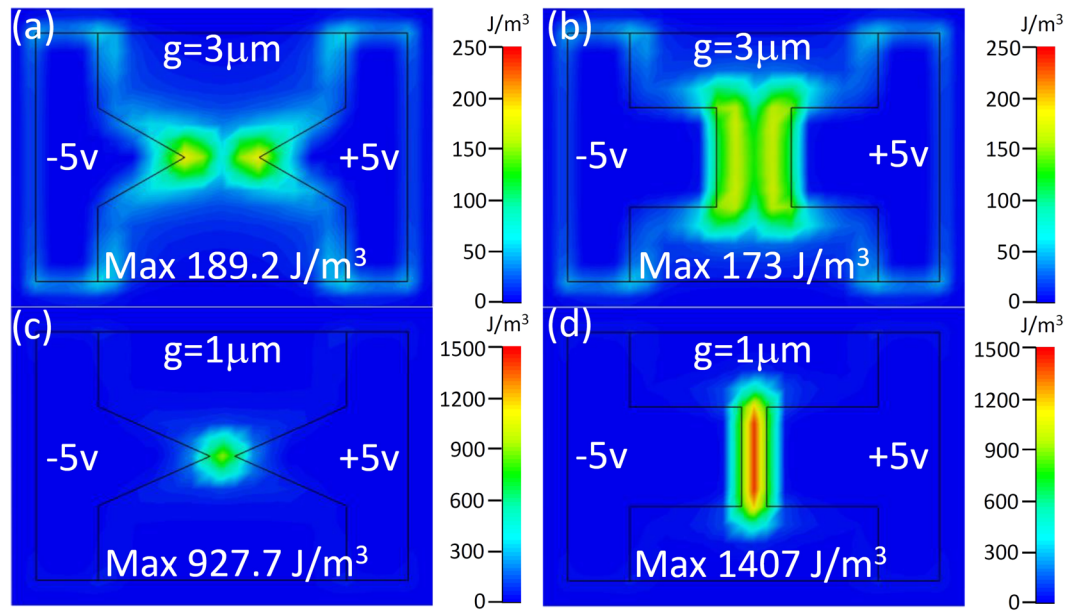 (a)
g=3μm
-5v
+5v
Max 189.2 J/m³
J/m³
250
200
150
100
50
0
(b)
g=3μm
-5v
+5v
Max 173 J/m³
J/m³
250
200
150
100
50
0
(c)
g=1μm
-5v
+5v
Max 927.7 J/m³
J/m³
1500
1200
900
600
300
0
(d)
g=1μm
-5v
+5v
Max 1407 J/m³
J/m³
1500
1200
900
600
300
0